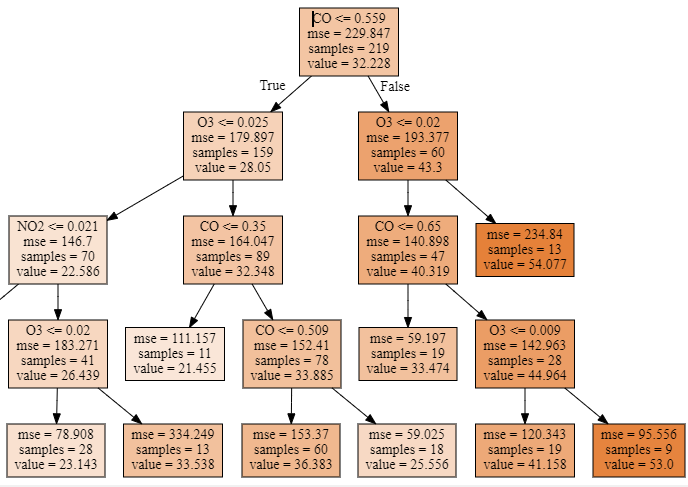 CO <= 0.559
mse = 229.847
samples = 219
value = 32.228
True
False
O3 <= 0.025
mse = 179.897
samples = 159
value = 28.05
O3 <= 0.02
mse = 193.377
samples = 60
value = 43.3
NO2 <= 0.021
mse = 146.7
samples = 70
value = 22.586
CO <= 0.35
mse = 164.047
samples = 89
value = 32.348
CO <= 0.65
mse = 140.898
samples = 47
value = 40.319
mse = 234.84
samples = 13
value = 54.077
O3 <= 0.02
mse = 183.271
samples = 41
value = 26.439
mse = 111.157
samples = 11
value = 21.455
CO <= 0.509
mse = 152.41
samples = 78
value = 33.885
mse = 59.197
samples = 19
value = 33.474
O3 <= 0.009
mse = 142.963
samples = 28
value = 44.964
mse = 78.908
samples = 28
value = 23.143
mse = 334.249
samples = 13
value = 33.538
mse = 153.37
samples = 60
value = 36.383
mse = 59.025
samples = 18
value = 25.556
mse = 120.343
samples = 19
value = 41.158
mse = 95.556
samples = 9
value = 53.0